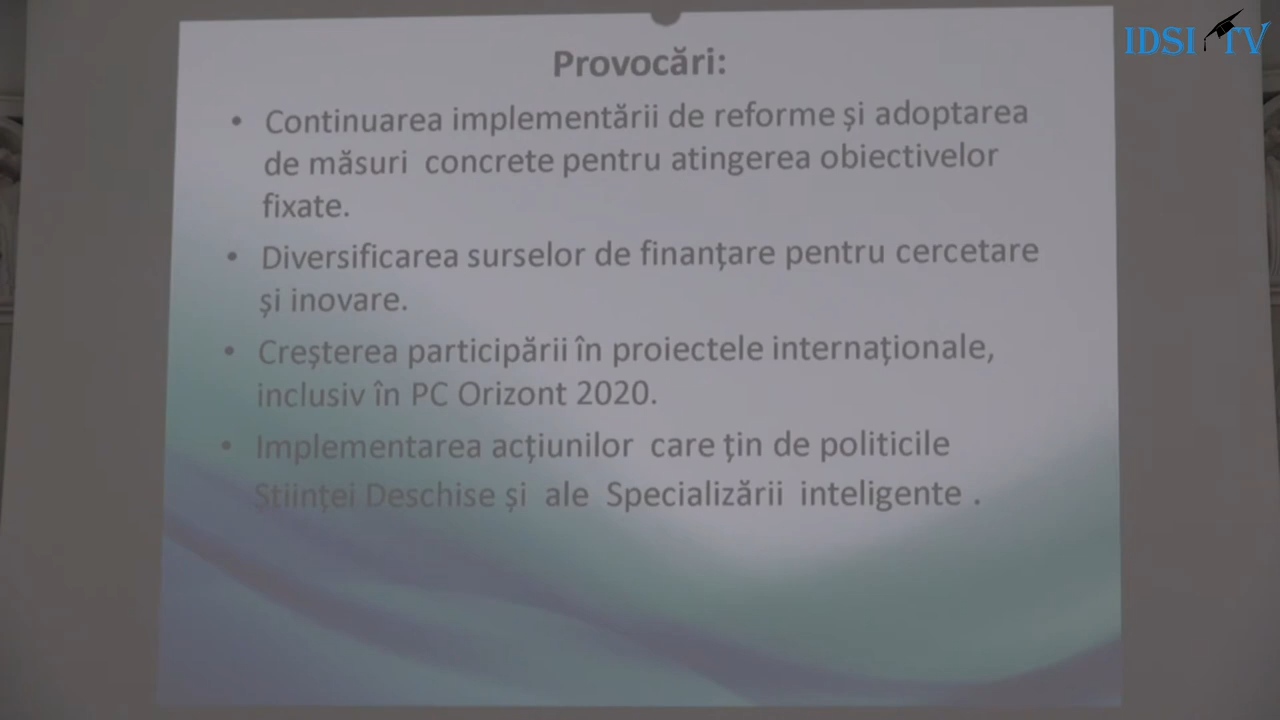 IDSI TV
Provocări:
• Continuarea implementării de reforme și adoptarea
de măsuri concrete pentru atingerea obiectivelor
fixate.
• Diversificarea surselor de finanțare pentru cercetare
și inovare.
• Creșterea participării în proiectele internaționale,
inclusiv în PC Orizont 2020.
• Implementarea acțiunilor care țin de politicile
Științei Deschise și ale Specializării inteligente .